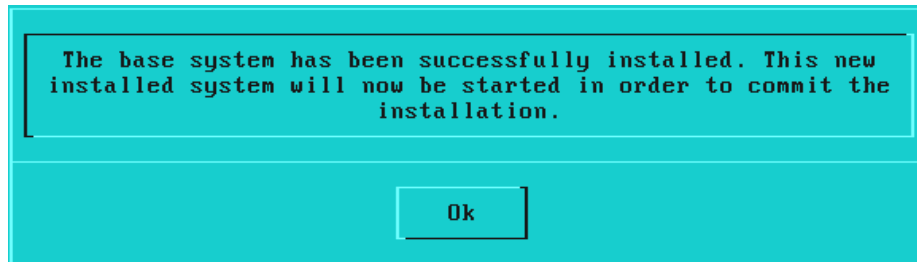 The base system has been successfully installed. This new
installed system will now be started in order to commit the
installation.
Ok